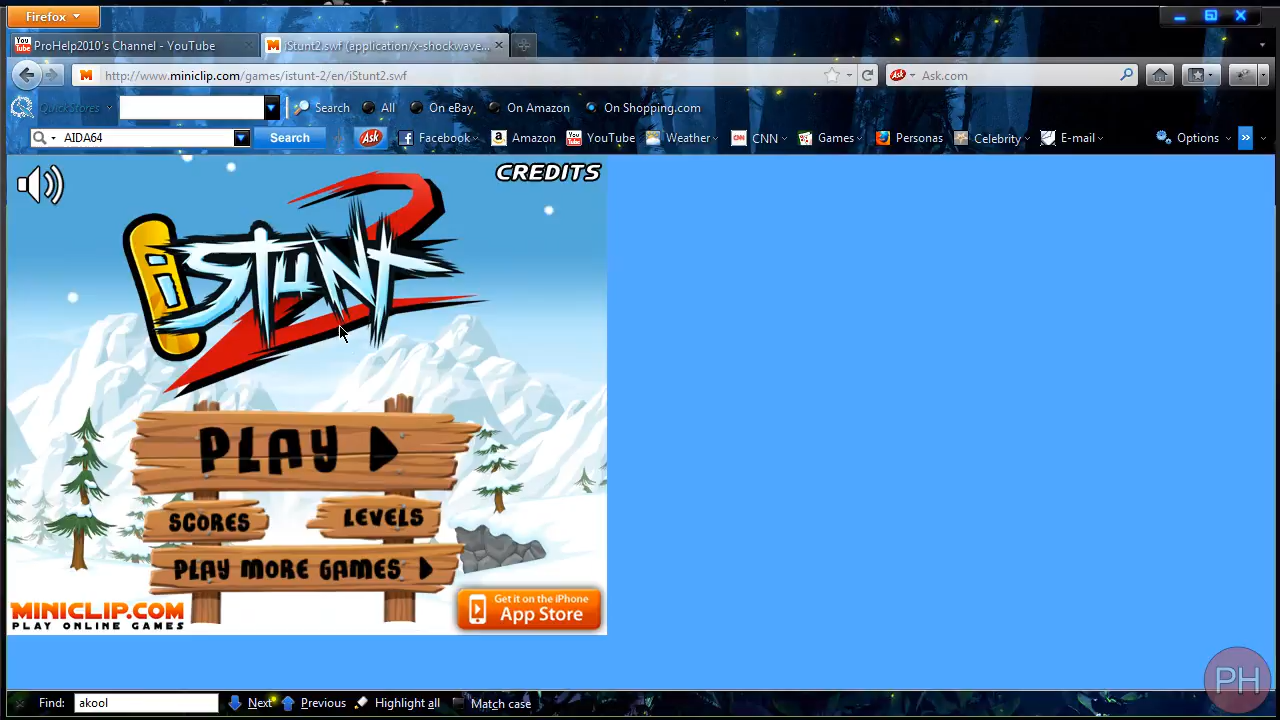 Firefox
ProHelp2010's Channel - YouTube
iStunt2.swf (application/x-shockwave...
http://www.miniclip.com/games/istunt-2/en/iStunt2.swf
Ask.com
QuickStores
Search
All
On eBay
On Amazon
On Shopping.com
AIDA64
Search
Ask
Facebook
Amazon
YouTube
Weather
CNN
Games
Personas
Celebrity
E-mail
Options
CREDITS
iStunt 2
PLAY
SCORES
LEVELS
PLAY MORE GAMES
MINICLIP.COM
PLAY ONLINE GAMES
Get it on the iPhone
App Store
PH
Find:
akool
Next
Previous
Highlight all
Match case